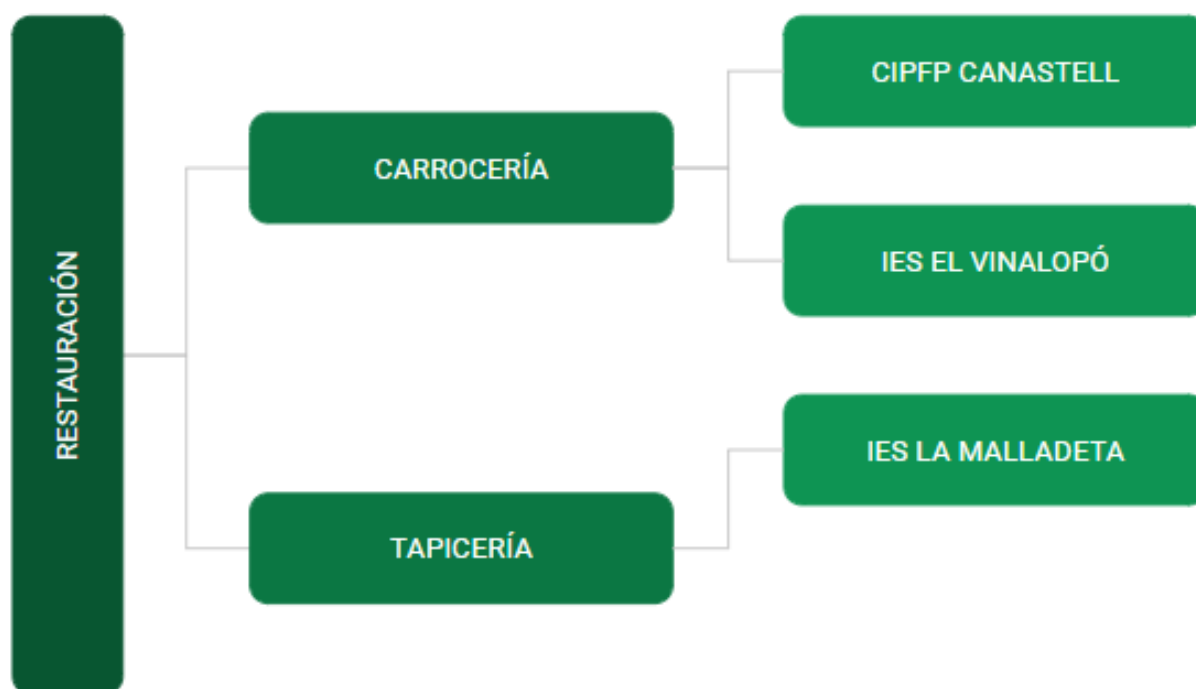 RESTAURACIÓN
CARROCERÍA
CIPFP CANASTELL
IES EL VINALOPÓ
TAPICERÍA
IES LA MALLADETA